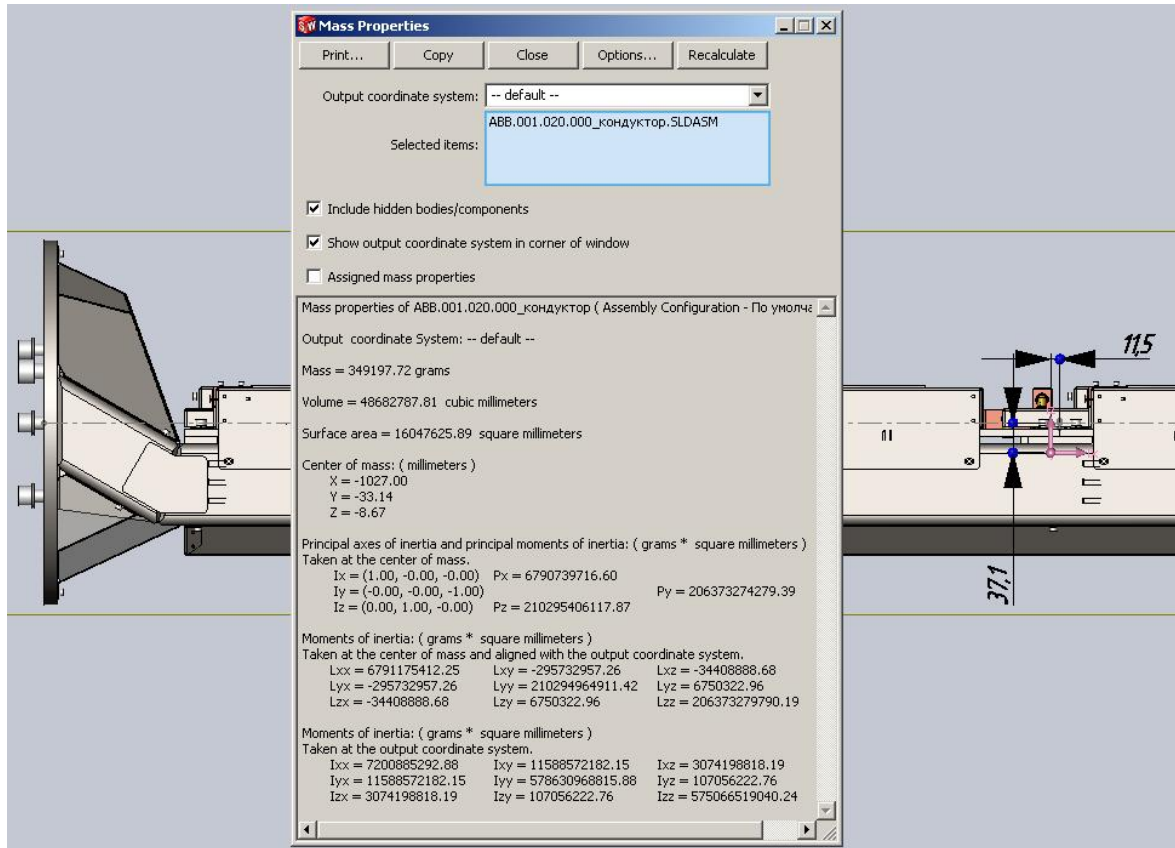 Mass Properties
Print... Copy Close Options... Recalculate
Output coordinate system: -- default --
ABB.001.020.000_кондуктор.SLDASM
Selected items:
Include hidden bodies/components
Show output coordinate system in corner of window
Assigned mass properties
Mass properties of ABB.001.020.000_кондуктор ( Assembly Configuration - По умолча
Output coordinate System: -- default --
11,5
Mass = 349197.72 grams
Volume = 48682787.81 cubic millimeters
Surface area = 16047625.89 square millimeters
Center of mass: ( millimeters )
X = -1027.00
Y = -33.14
Z = -8.67
37,1
Principal axes of inertia and principal moments of inertia: ( grams * square millimeters )
Taken at the center of mass.
Ix = (1.00, -0.00, -0.00) Px = 6790739716.60
Iy = (-0.00, -0.00, -1.00) Py = 206373274279.39
Iz = (0.00, 1.00, -0.00) Pz = 210295406117.87
Moments of inertia: ( grams * square millimeters )
Taken at the center of mass and aligned with the output coordinate system.
Lxx = 6791175412.25 Lxy = -295732957.26 Lxz = -34408888.68
Lyx = -295732957.26 Lyy = 210294964911.42 Lyz = 6750322.96
Lzx = -34408888.68 Lzy = 6750322.96 Lzz = 206373279790.19
Moments of inertia: ( grams * square millimeters )
Taken at the output coordinate system.
Ixx = 7200885292.88 Ixy = 11588572182.15 Ixz = 3074198818.19
Iyx = 11588572182.15 Iyy = 578630968815.88 Iyz = 107056222.76
Izx = 3074198818.19 Izy = 107056222.76 Izz = 575066519040.24